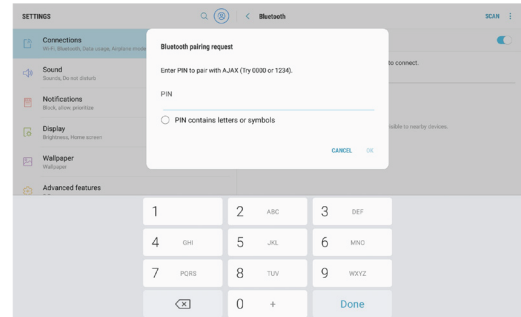 SETTINGS
Bluetooth
SCAN
Connections
Wi-Fi, Bluetooth, Data usage, Airplane mode
Sound
Sounds, Do not disturb
Notifications
Block, allow, prioritize
Display
Brightness, Home screen
Wallpaper
Wallpaper
Advanced features
Bluetooth pairing request
Enter PIN to pair with AJAX (Try 0000 or 1234).
PIN
PIN contains letters or symbols
CANCEL
OK
to connect.
visible to nearby devices.
1
2 ABC
3 DEF
4 GHI
5 JKL
6 MNO
7 PQRS
8 TUV
9 WXYZ
0 +
Done